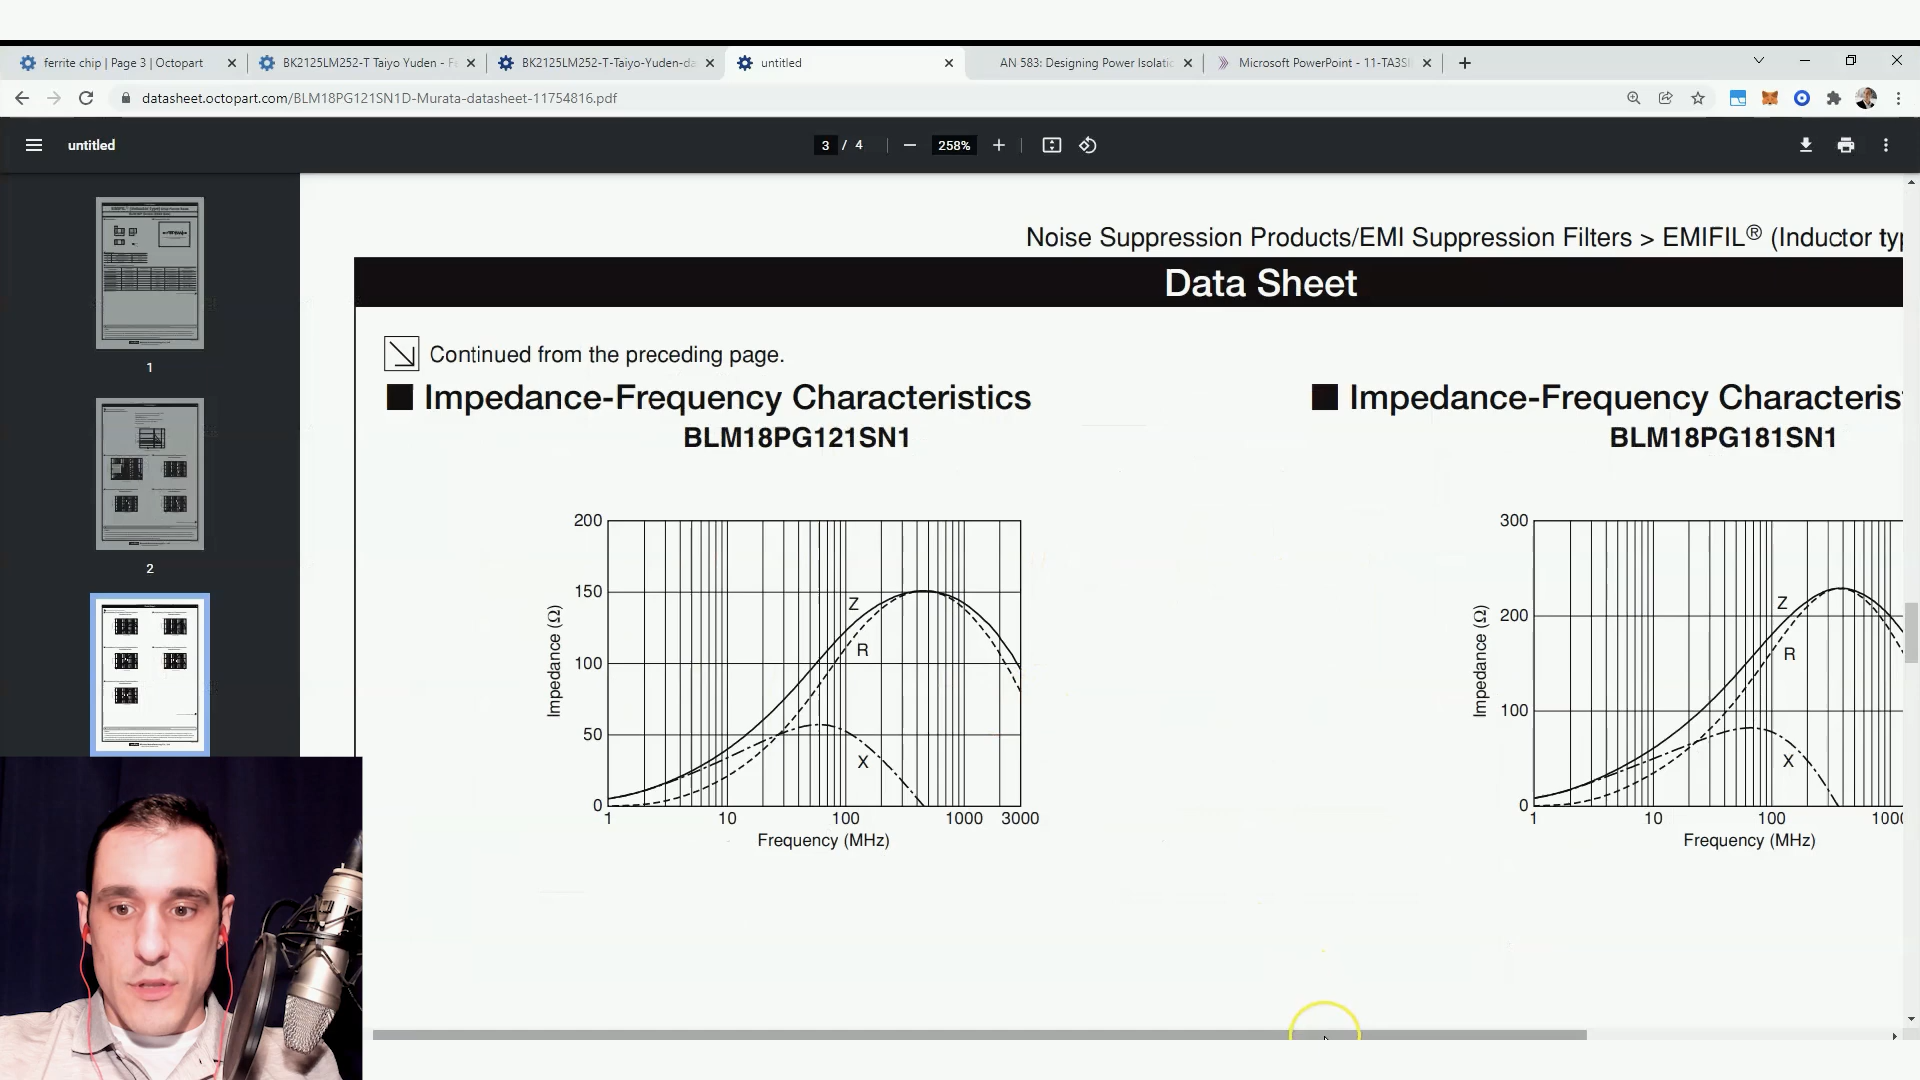 ferrite chip | Page 3 | Octopart
BK2125LM252-T Taiyo Yuden - F
BK2125LM252-T-Taiyo-Yuden-da
untitled
AN 583: Designing Power Isolatic
Microsoft PowerPoint - 11-TA3S
datasheet.octopart.com/BLM18PG121SN1D-Murata-datasheet-11754816.pdf
untitled
3 / 4
258%
1
2
Noise Suppression Products/EMI Suppression Filters > EMIFIL® (Inductor typ
Data Sheet
Continued from the preceding page.
Impedance-Frequency Characteristics
BLM18PG121SN1
200
150
100
50
0
Impedance (Ω)
Z
R
X
1 10 100 1000 3000
Frequency (MHz)
Impedance-Frequency Characteris
BLM18PG181SN1
300
200
100
0
Impedance (Ω)
Z
R
X
1 10 100 1000
Frequency (MHz)